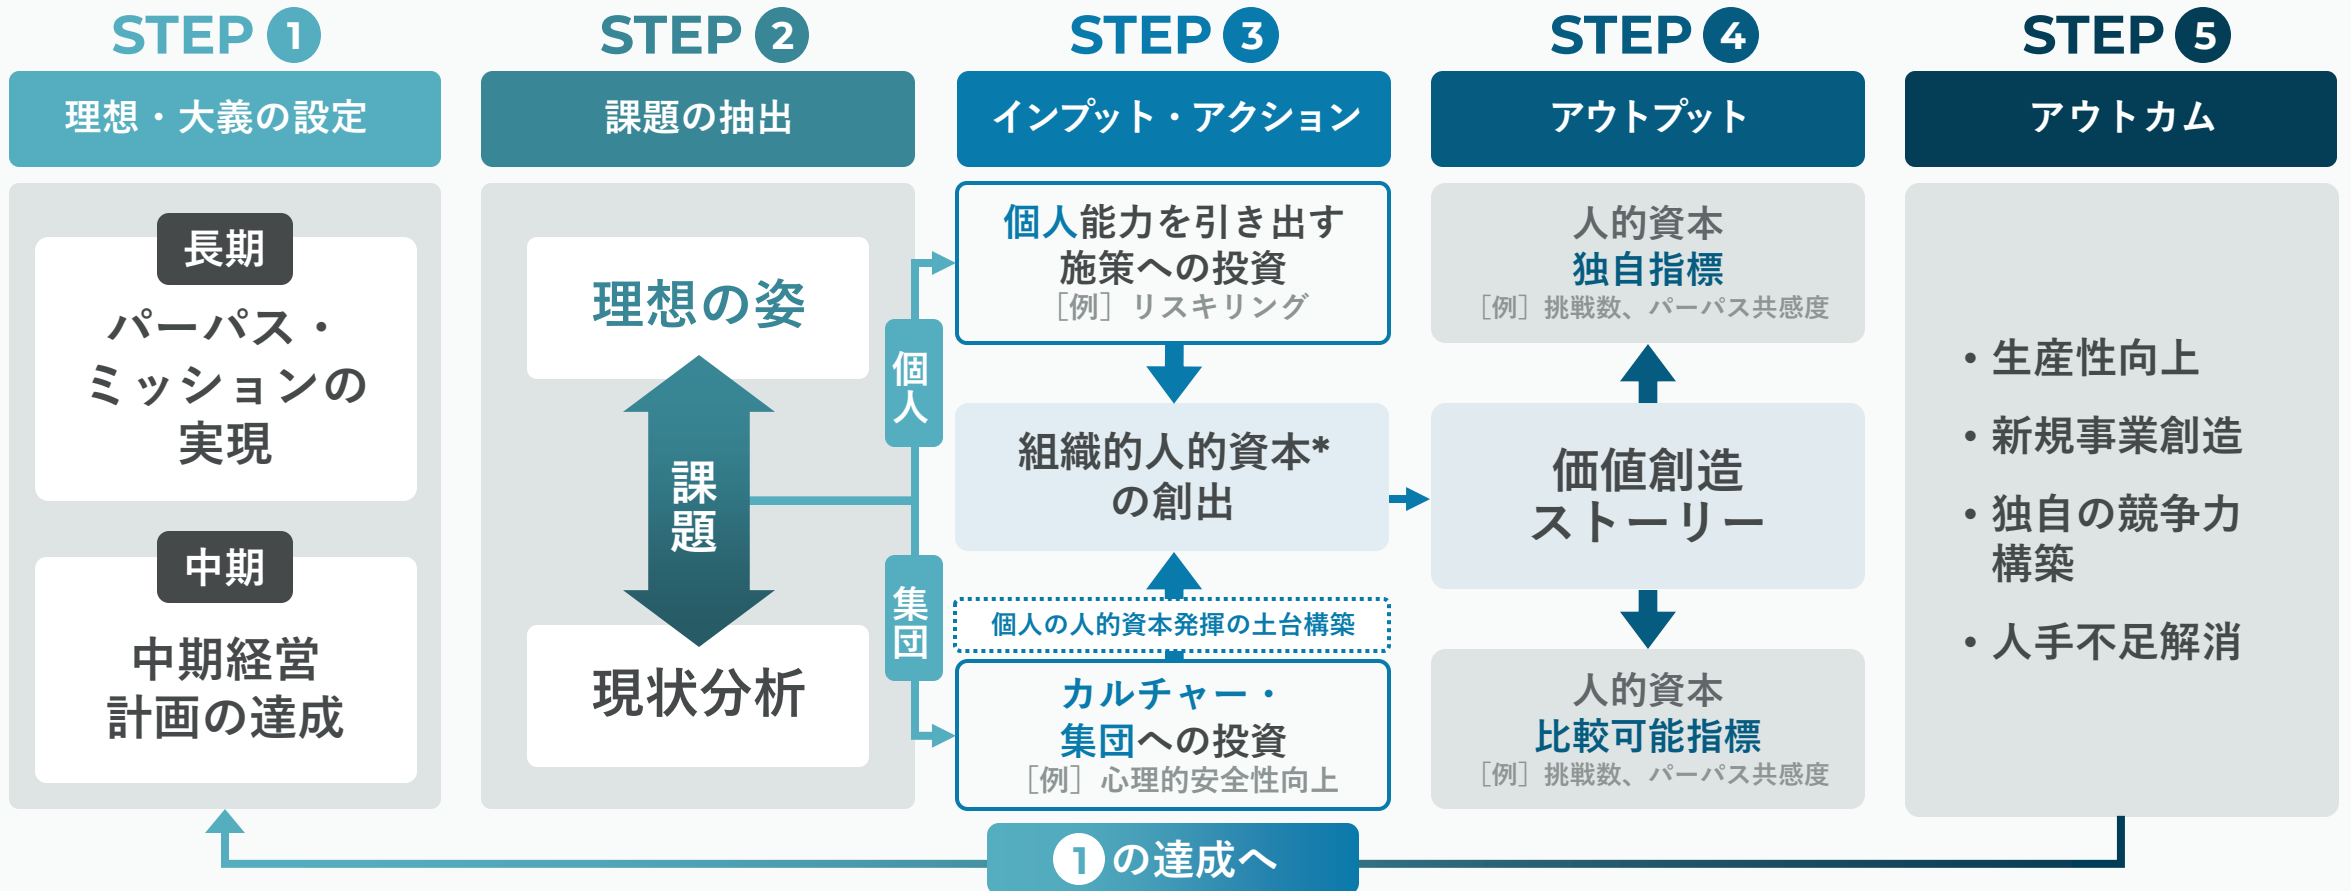 STEP 1
理想・大義の設定
長期
パーパス・
ミッションの
実現
中期
中期経営
計画の達成
STEP 2
課題の抽出
理想の姿
課題
現状分析
個人
集団
STEP 3
インプット・アクション
個人能力を引き出す
施策への投資
［例］リスキリング
組織的人的資本*
の創出
個人の人的資本発揮の土台構築
カルチャー・
集団への投資
［例］心理的安全性向上
STEP 4
アウトプット
人的資本
独自指標
［例］挑戦数、パーパス共感度
価値創造
ストーリー
人的資本
比較可能指標
［例］挑戦数、パーパス共感度
STEP 5
アウトカム
・生産性向上
・新規事業創造
・独自の競争力
構築
・人手不足解消
1の達成へ